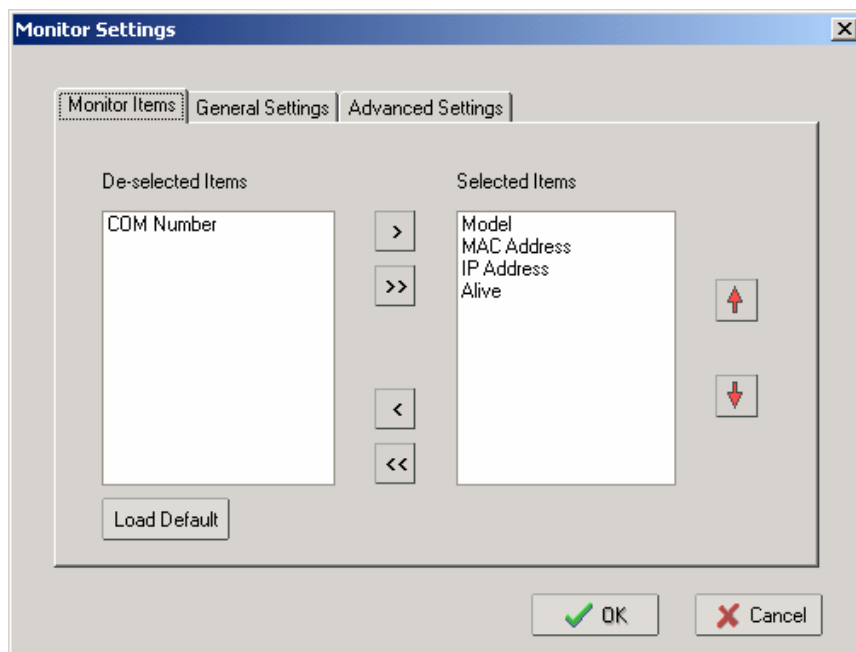 Monitor Settings
Monitor Items
General Settings
Advanced Settings
De-selected Items
Selected Items
COM Number
>
>>
<
<<
Model
MAC Address
IP Address
Alive
Load Default
OK
Cancel